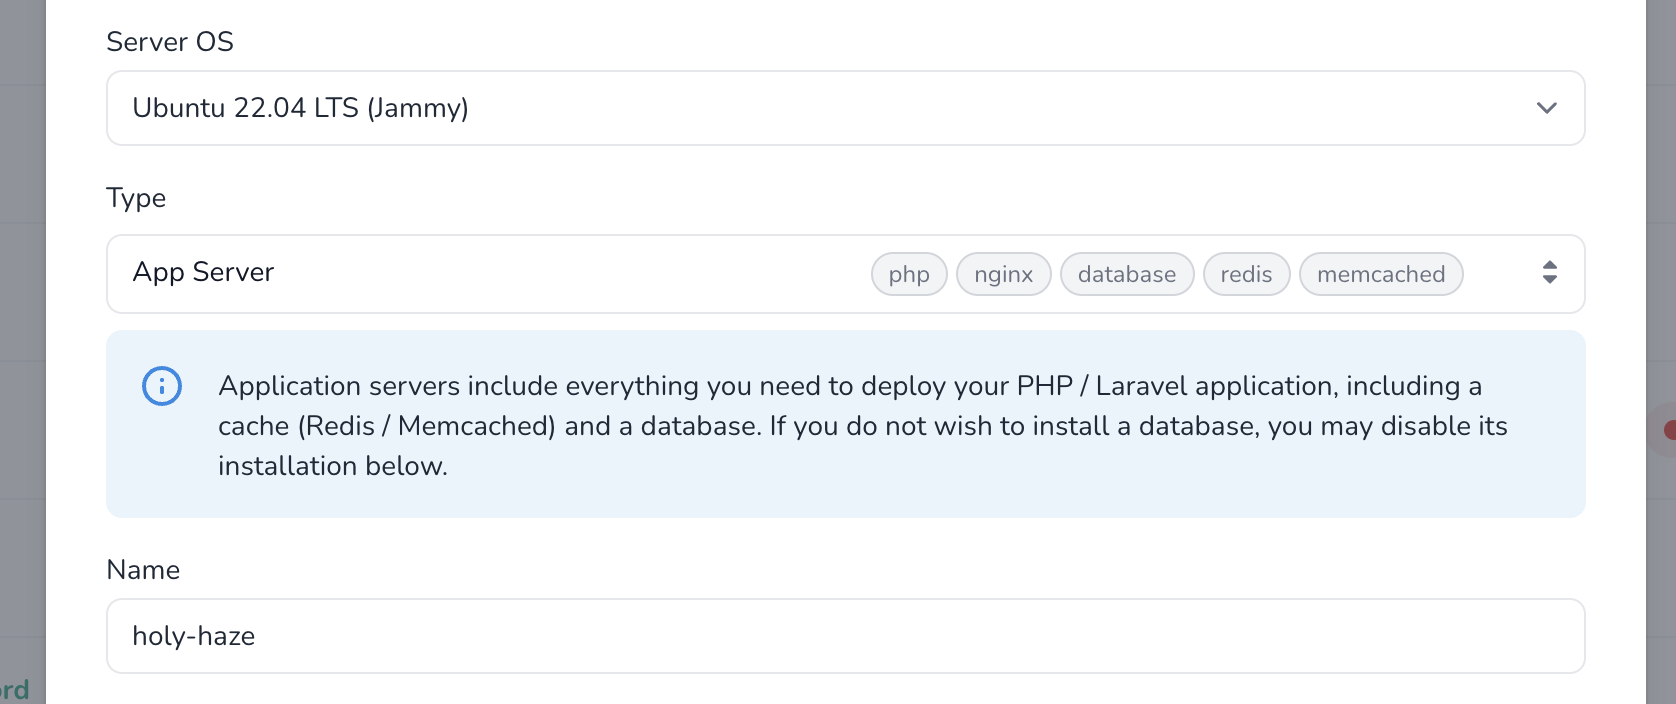 Server OS
Ubuntu 22.04 LTS (Jammy)
Type
App Server php nginx database redis memcached
Application servers include everything you need to deploy your PHP / Laravel application, including a
cache (Redis / Memcached) and a database. If you do not wish to install a database, you may disable its
installation below.
Name
holy-haze
ord